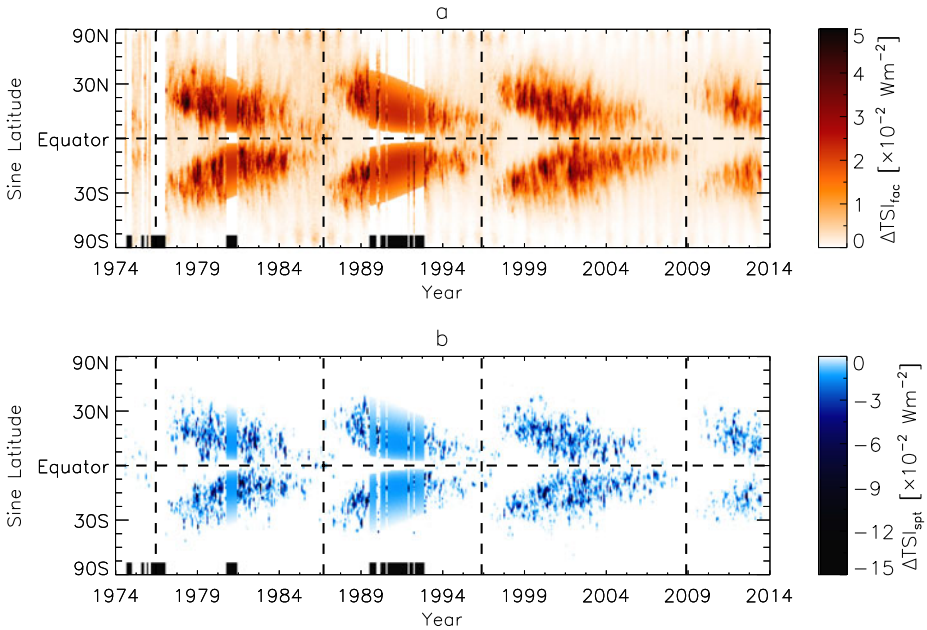 a
90N
30N
Equator
30S
90S
Sine Latitude
1974 1979 1984 1989 1994 1999 2004 2009 2014
Year
5
4
3
2
1
0
ΔTSI_fac [×10^−2 Wm^−2]
b
90N
30N
Equator
30S
90S
Sine Latitude
1974 1979 1984 1989 1994 1999 2004 2009 2014
Year
0
−3
−6
−9
−12
−15
ΔTSI_spt [×10^−2 Wm^−2]